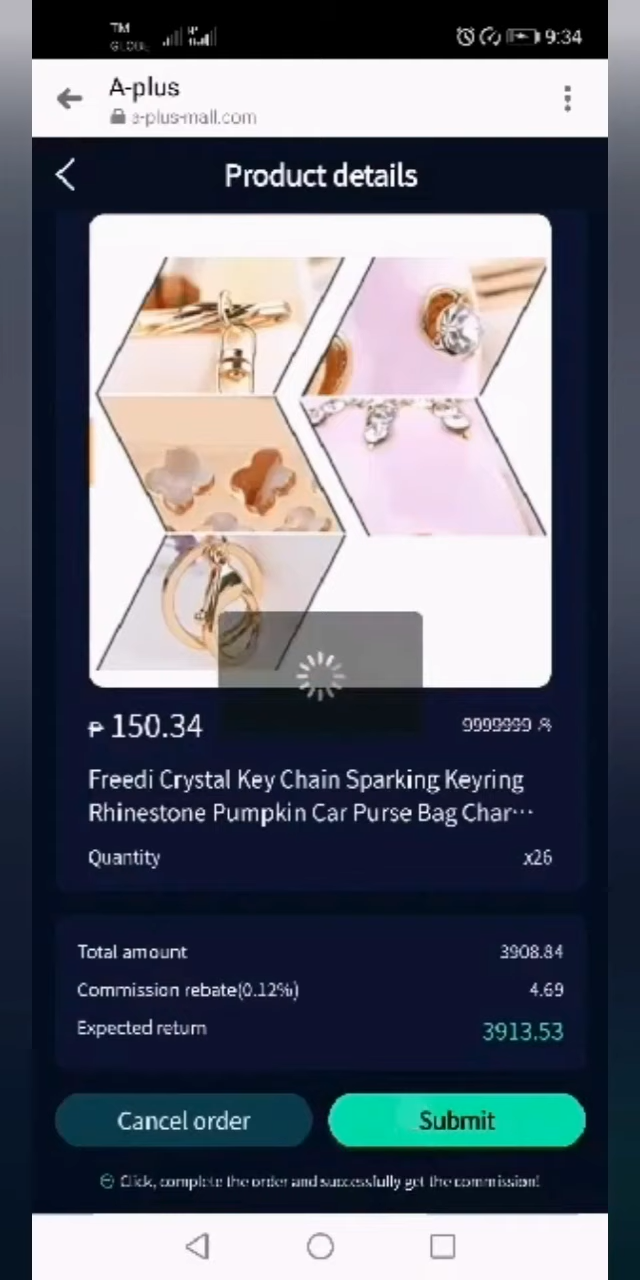 TM
GLOBE
9:34
A-plus
a-plus-mall.com
Product details
₱ 150.34
9999999
Freedi Crystal Key Chain Sparking Keyring
Rhinestone Pumpkin Car Purse Bag Char···
Quantity
x26
Total amount
3908.84
Commission rebate(0.12%)
4.69
Expected return
3913.53
Cancel order
Submit
Click, complete the order and successfully get the commission!